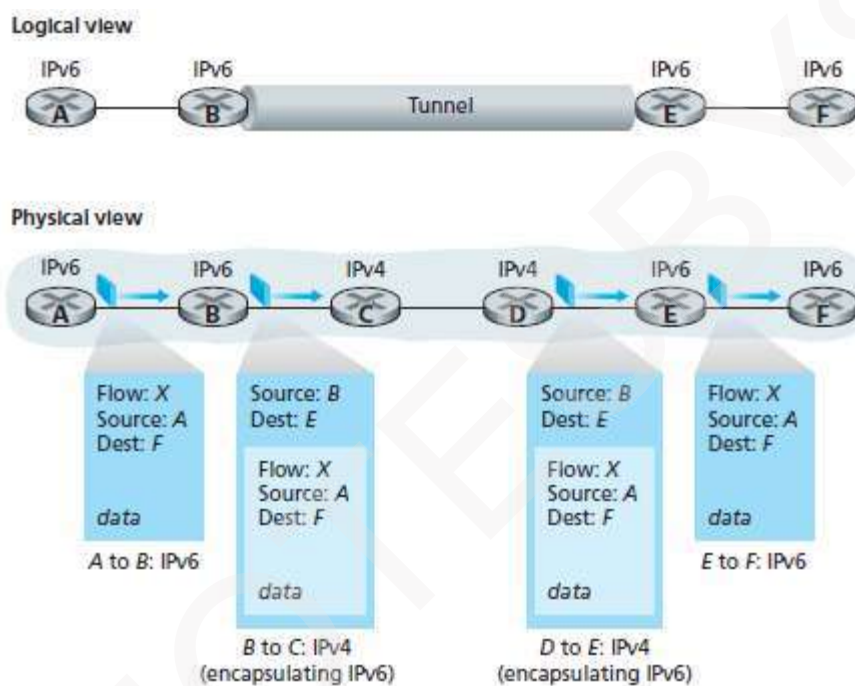 Logical view
IPv6 IPv6 IPv6 IPv6
A B Tunnel E F
Physical view
IPv6 IPv6 IPv4 IPv4 IPv6 IPv6
A B C D E F
Flow: X
Source: A
Dest: F
data
A to B: IPv6
Source: B
Dest: E
Flow: X
Source: A
Dest: F
data
B to C: IPv4
(encapsulating IPv6)
Source: B
Dest: E
Flow: X
Source: A
Dest: F
data
D to E: IPv4
(encapsulating IPv6)
Flow: X
Source: A
Dest: F
data
E to F: IPv6